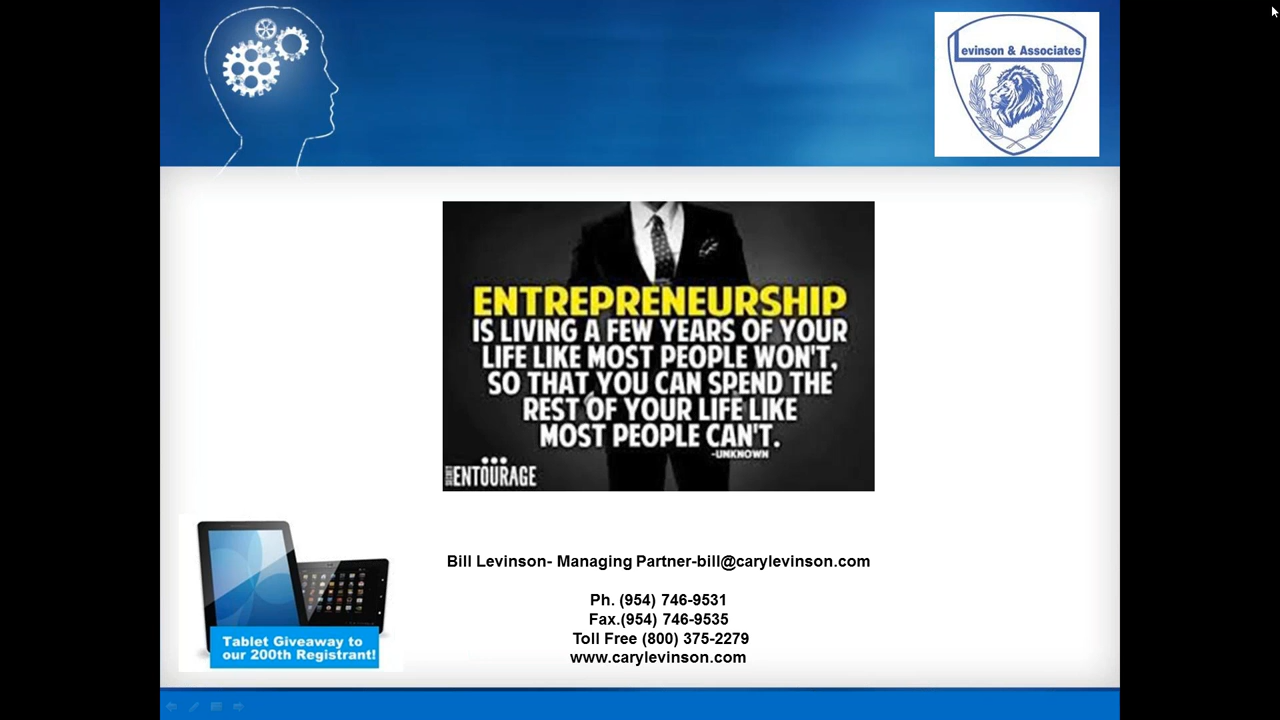 Levinson & Associates
ENTREPRENEURSHIP
IS LIVING A FEW YEARS OF YOUR
LIFE LIKE MOST PEOPLE WON'T,
SO THAT YOU CAN SPEND THE
REST OF YOUR LIFE LIKE
MOST PEOPLE CAN'T.
-UNKNOWN
SECRET ENTOURAGE
Bill Levinson- Managing Partner-bill@carylevinson.com
Ph. (954) 746-9531
Fax.(954) 746-9535
Toll Free (800) 375-2279
www.carylevinson.com
Tablet Giveaway to
our 200th Registrant!